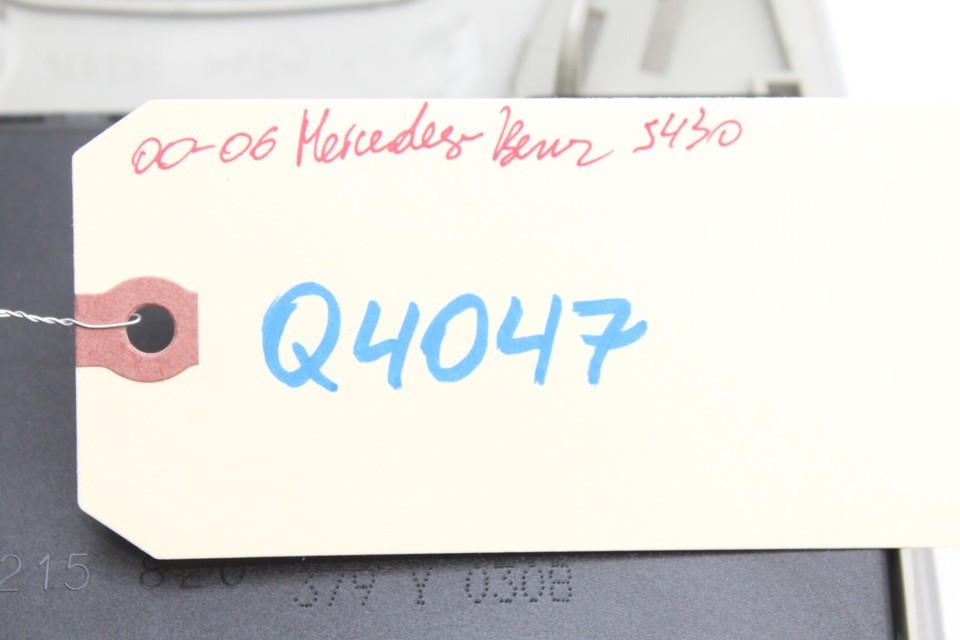 00-06 Mercedes Benz S430
Q4047
215 820 379 Y 0308